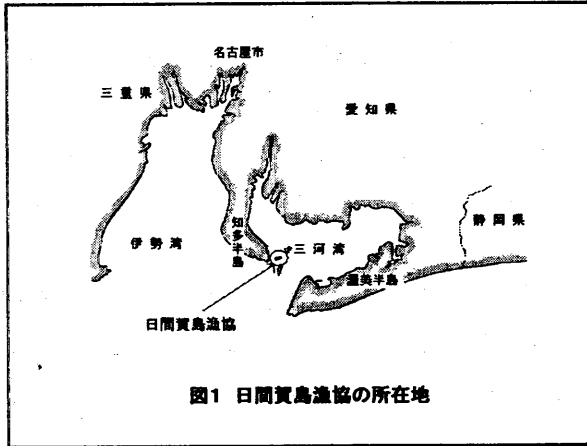 名古屋市
三重県
愛知県
静岡県
伊勢湾
知多半島
三河湾
渥美半島
日間賀島漁協
図1 日間賀島漁協の所在地